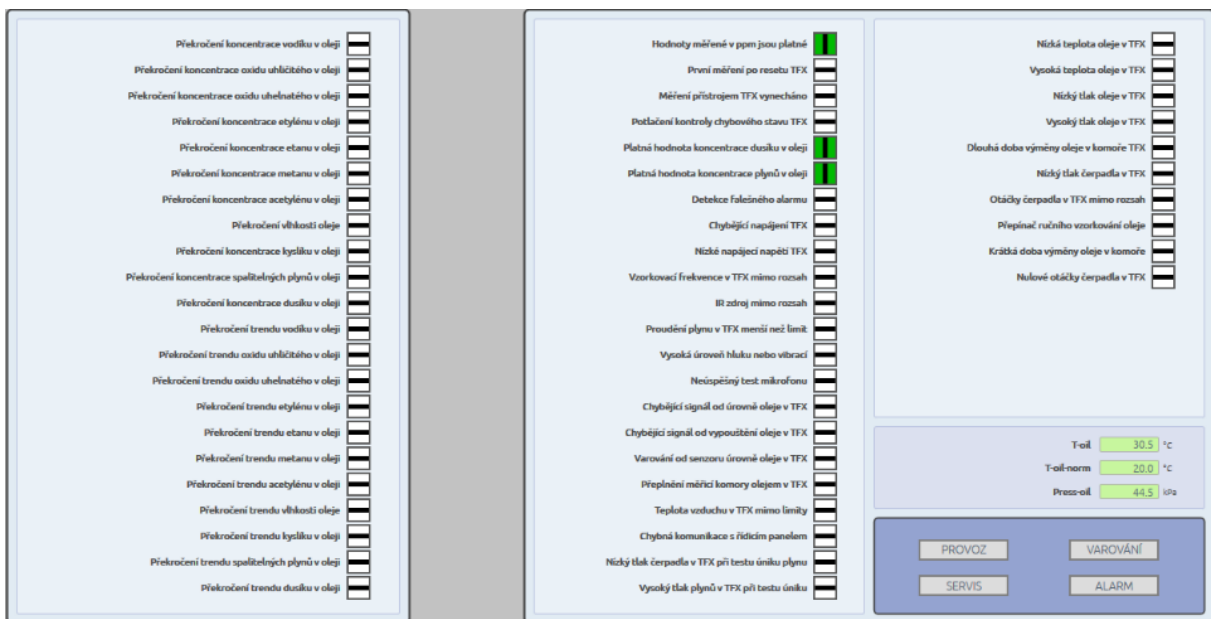 Překročení koncentrace vodíku v oleji
Překročení koncentrace oxidu uhličitého v oleji
Překročení koncentrace oxidu uhelnatého v oleji
Překročení koncentrace etylénu v oleji
Překročení koncentrace etanu v oleji
Překročení koncentrace metanu v oleji
Překročení koncentrace acetylénu v oleji
Překročení vlhkosti oleje
Překročení koncentrace kyslíku v oleji
Překročení koncentrace spalitelných plynů v oleji
Překročení koncentrace dusíku v oleji
Překročení trendu vodíku v oleji
Překročení trendu oxidu uhličitého v oleji
Překročení trendu oxidu uhelnatého v oleji
Překročení trendu etylénu v oleji
Překročení trendu etanu v oleji
Překročení trendu metanu v oleji
Překročení trendu acetylénu v oleji
Překročení trendu vlhkosti oleje
Překročení trendu kyslíku v oleji
Překročení trendu spalitelných plynů v oleji
Překročení trendu dusíku v oleji
Hodnoty měřené v ppm jsou platné
První měření po resetu TFX
Měření přístrojem TFX vynecháno
Potlačení kontroly chybového stavu TFX
Platná hodnota koncentrace dusíku v oleji
Platná hodnota koncentrace plynů v oleji
Detekce falešného alarmu
Chybějící napájení TFX
Nízké napájecí napětí TFX
Vzorkovací frekvence v TFX mimo rozsah
IR zdroj mimo rozsah
Proudění plynu v TFX menší než limit
Vysoká úroveň hluku nebo vibrací
Neúspěšný test mikrofonu
Chybějící signál od úrovně oleje v TFX
Chybějící signál od vypouštění oleje v TFX
Varování od senzoru úrovně oleje v TFX
Přeplnění měřicí komory olejem v TFX
Teplota vzduchu v TFX mimo limity
Chybná komunikace s řídicím panelem
Nízký tlak čerpadla v TFX při testu úniku plynu
Vysoký tlak plynů v TFX při testu úniku
Nízká teplota oleje v TFX
Vysoká teplota oleje v TFX
Nízký tlak oleje v TFX
Vysoký tlak oleje v TFX
Dlouhá doba výměny oleje v komoře TFX
Nízký tlak čerpadla v TFX
Otáčky čerpadla v TFX mimo rozsah
Přepínač ručního vzorkování oleje
Krátká doba výměny oleje v komoře
Nulové otáčky čerpadla v TFX
T-oil 30.5 °C
T-oil-norm 20.0 °C
Press-oil 44.5 kPa
PROVOZ VAROVÁNÍ
SERVIS ALARM